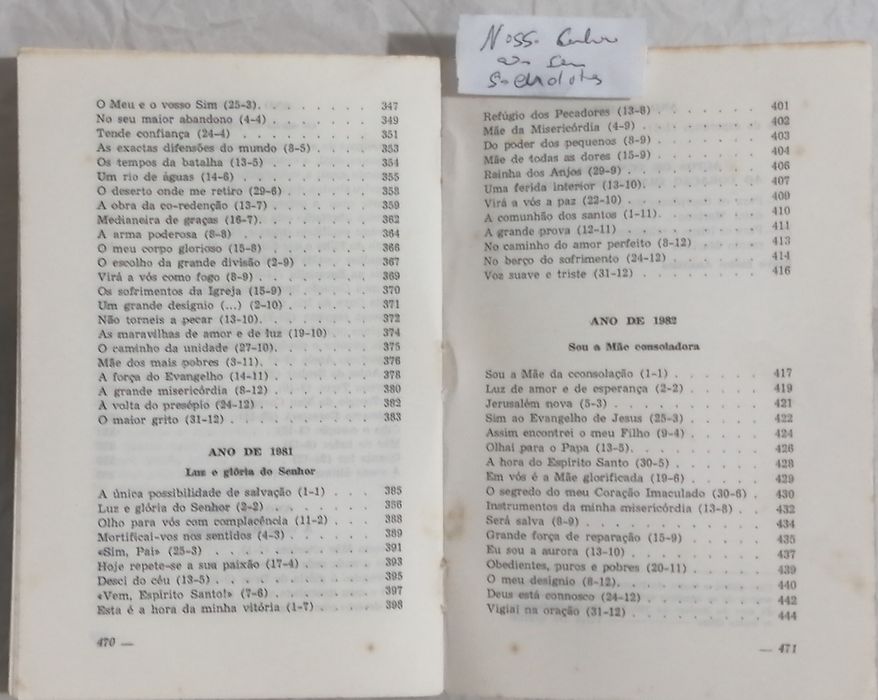 O Meu e o vosso Sim (25-3). . . . . . . . 347
No seu maior abandono (4-4) . . . . . . . 349
Tende confiança (24-4) . . . . . . . . . 351
As exactas difensões do mundo (8-5) . . . . 353
Os tempos da batalha (13-5) . . . . . . . 354
Um rio de águas (14-6) . . . . . . . . . 355
O deserto onde me retiro (29-6) . . . . . . 358
A obra da co-redenção (13-7) . . . . . . . 359
Medianeira de graças (16-7). . . . . . . . 362
A arma poderosa (8-8) . . . . . . . . . 364
O meu corpo glorioso (15-8) . . . . . . . 366
O escolho da grande divisão (2-9) . . . . . 367
Virá a vós como fogo (8-9) . . . . . . . . 369
Os sofrimentos da Igreja (15-9) . . . . . . 370
Um grande desígnio (...) (2-10) . . . . . . 371
Não torneis a pecar (13-10). . . . . . . . 372
As maravilhas de amor e de luz (19-10) . . . 374
O caminho da unidade (27-10). . . . . . . 375
Mãe dos mais pobres (3-11). . . . . . . . 376
A força do Evangelho (14-11) . . . . . . . 378
A grande misericórdia (8-12) . . . . . . . 380
A volta do presépio (24-12) . . . . . . . 382
O maior grito (31-12) . . . . . . . . . 383
ANO DE 1981
Luz e glória do Senhor
A única possibilidade de salvação (1-1) . . . 385
Luz e glória do Senhor (2-2) . . . . . . . 386
Olho para vós com complacência (11-2) . . . 388
Mortificai-vos nos sentidos (4-3) . . . . . . 389
«Sim, Pai» (25-3) . . . . . . . . . . 391
Hoje repete-se a sua paixão (17-4) . . . . . 393
Desci do céu (13-5) . . . . . . . . . . 395
«Vem, Espírito Santo!» (7-6) . . . . . . . 397
Esta é a hora da minha vitória (1-7) . . . . 398
470 —
Refúgio dos Pecadores (13-8) . . . . . . . 401
Mãe da Misericórdia (4-9) . . . . . . . . 402
Do poder dos pequenos (8-9) . . . . . . . 403
Mãe de todas as dores (15-9) . . . . . . . 404
Rainha dos Anjos (29-9) . . . . . . . . 406
Uma ferida interior (13-10). . . . . . . . 407
Virá a vós a paz (22-10) . . . . . . . . 409
A comunhão dos santos (1-11). . . . . . . 410
A grande prova (12-11) . . . . . . . . . 411
No caminho do amor perfeito (8-12) . . . . 413
No berço do sofrimento (24-12) . . . . . . 414
Voz suave e triste (31-12) . . . . . . . . 416
ANO DE 1982
Sou a Mãe consoladora
Sou a Mãe da cconsolação (1-1) . . . . . . 417
Luz de amor e de esperança (2-2) . . . . . 419
Jerusalém nova (5-3) . . . . . . . . . . 421
Sim ao Evangelho de Jesus (25-3) . . . . . 422
Assim encontrei o meu Filho (9-4) . . . . . 424
Olhai para o Papa (13-5). . . . . . . . . 426
A hora do Espírito Santo (30-5) . . . . . . 428
Em vós é a Mãe glorificada (19-6) . . . . . 429
O segredo do meu Coração Imaculado (30-6) . 430
Instrumentos da minha misericórdia (13-8) . . 432
Será salva (8-9) . . . . . . . . . . . 434
Grande força de reparação (15-9) . . . . . 435
Eu sou a aurora (13-10) . . . . . . . . 437
Obedientes, puros e pobres (20-11) . . . . . 439
O meu desígnio (8-12). . . . . . . . . . 440
Deus está connosco (24-12) . . . . . . . 442
Vigiai na oração (31-12) . . . . . . . . 444
— 471